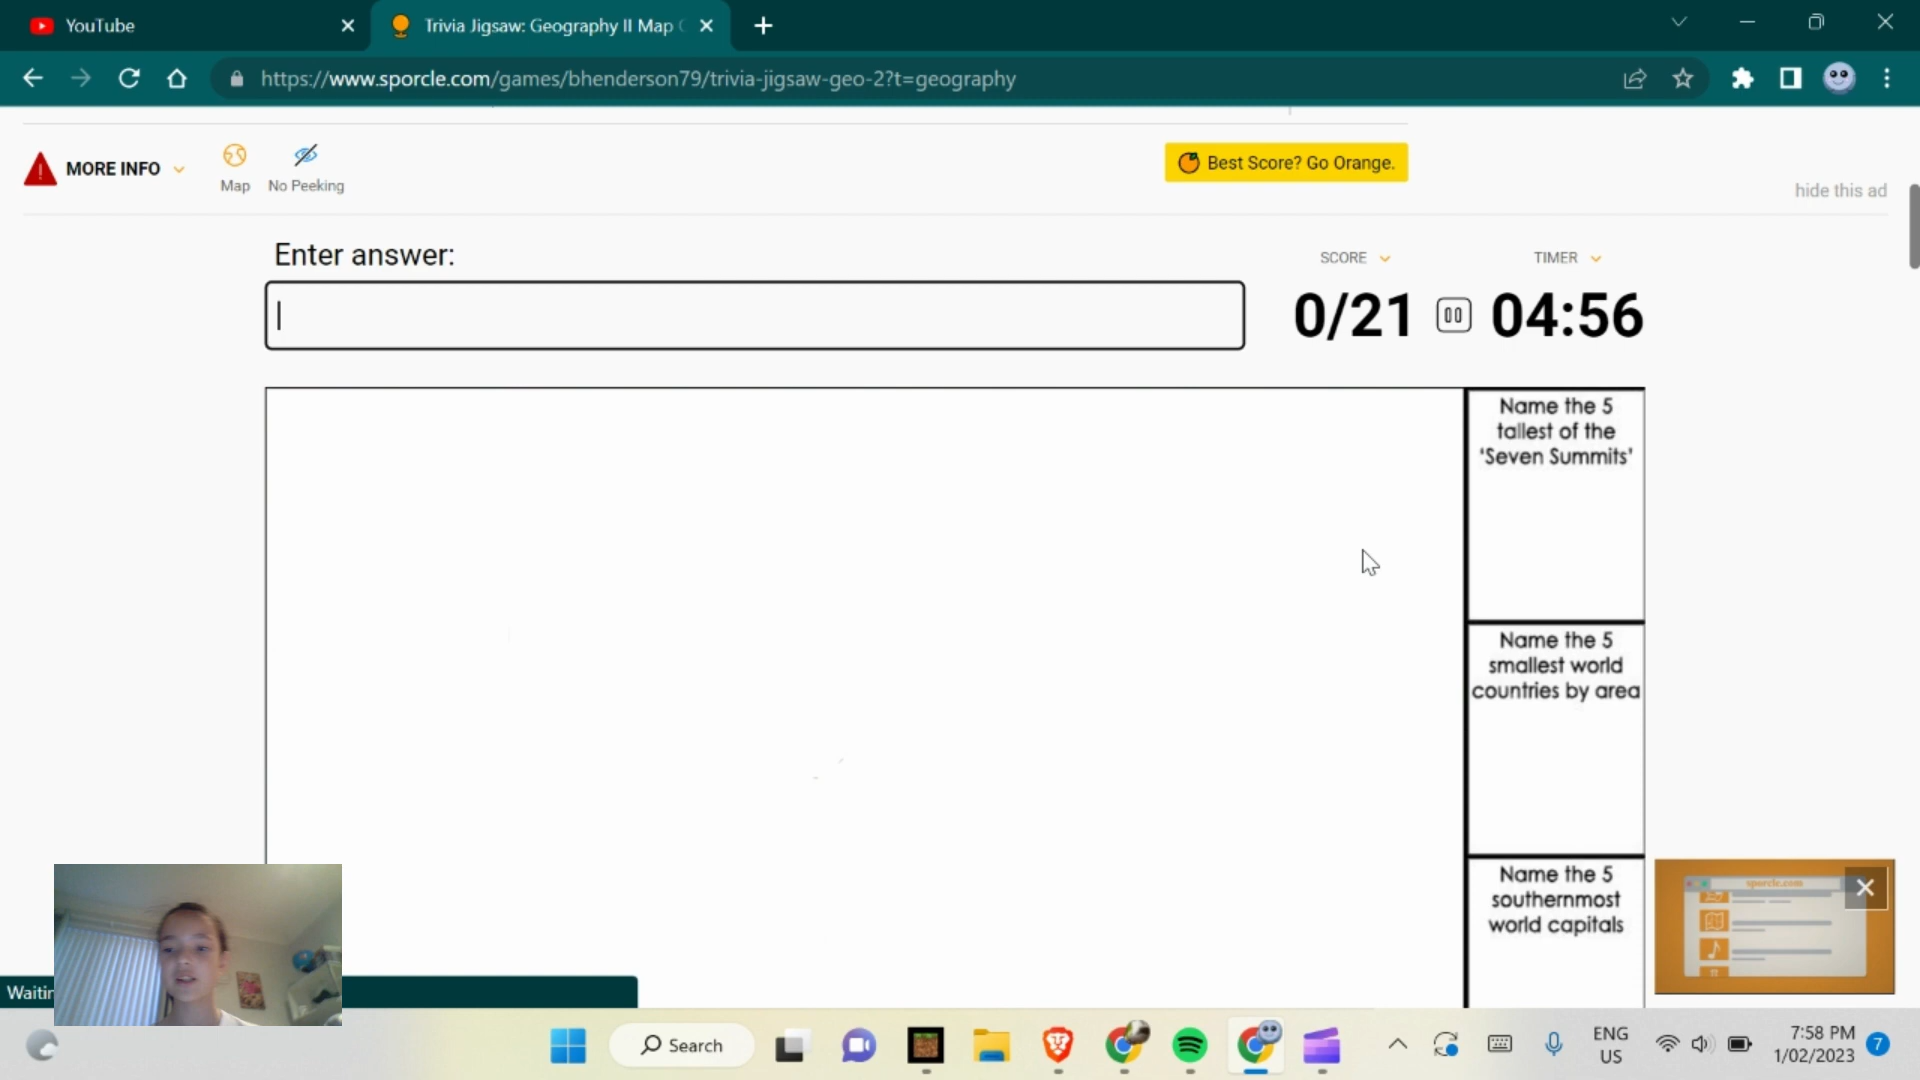 YouTube
Trivia Jigsaw: Geography II Map
https://www.sporcle.com/games/bhenderson79/trivia-jigsaw-geo-2?t=geography
MORE INFO
Map
No Peeking
Best Score? Go Orange.
hide this ad
Enter answer:
SCORE
TIMER
0/21
04:56
Name the 5
tallest of the
'Seven Summits'
Name the 5
smallest world
countries by area
Name the 5
southernmost
world capitals
sporcle.com
Waitin
Search
ENG
US
7:58 PM
1/02/2023
7